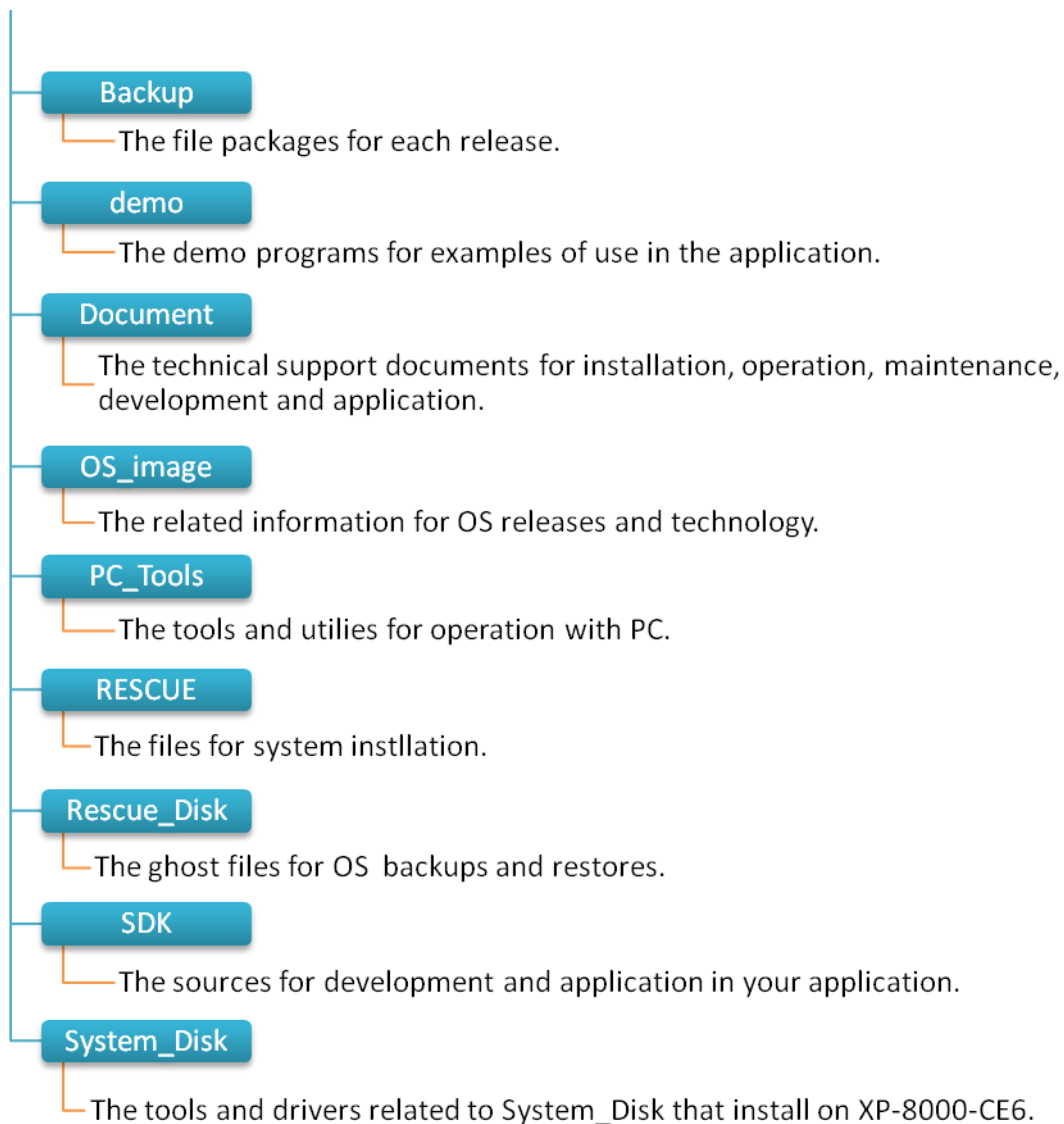 Backup
The file packages for each release.
demo
The demo programs for examples of use in the application.
Document
The technical support documents for installation, operation, maintenance,
development and application.
OS_image
The related information for OS releases and technology.
PC_Tools
The tools and utilies for operation with PC.
RESCUE
The files for system instllation.
Rescue_Disk
The ghost files for OS  backups and restores.
SDK
The sources for development and application in your application.
System_Disk
The tools and drivers related to System_Disk that install on XP-8000-CE6.